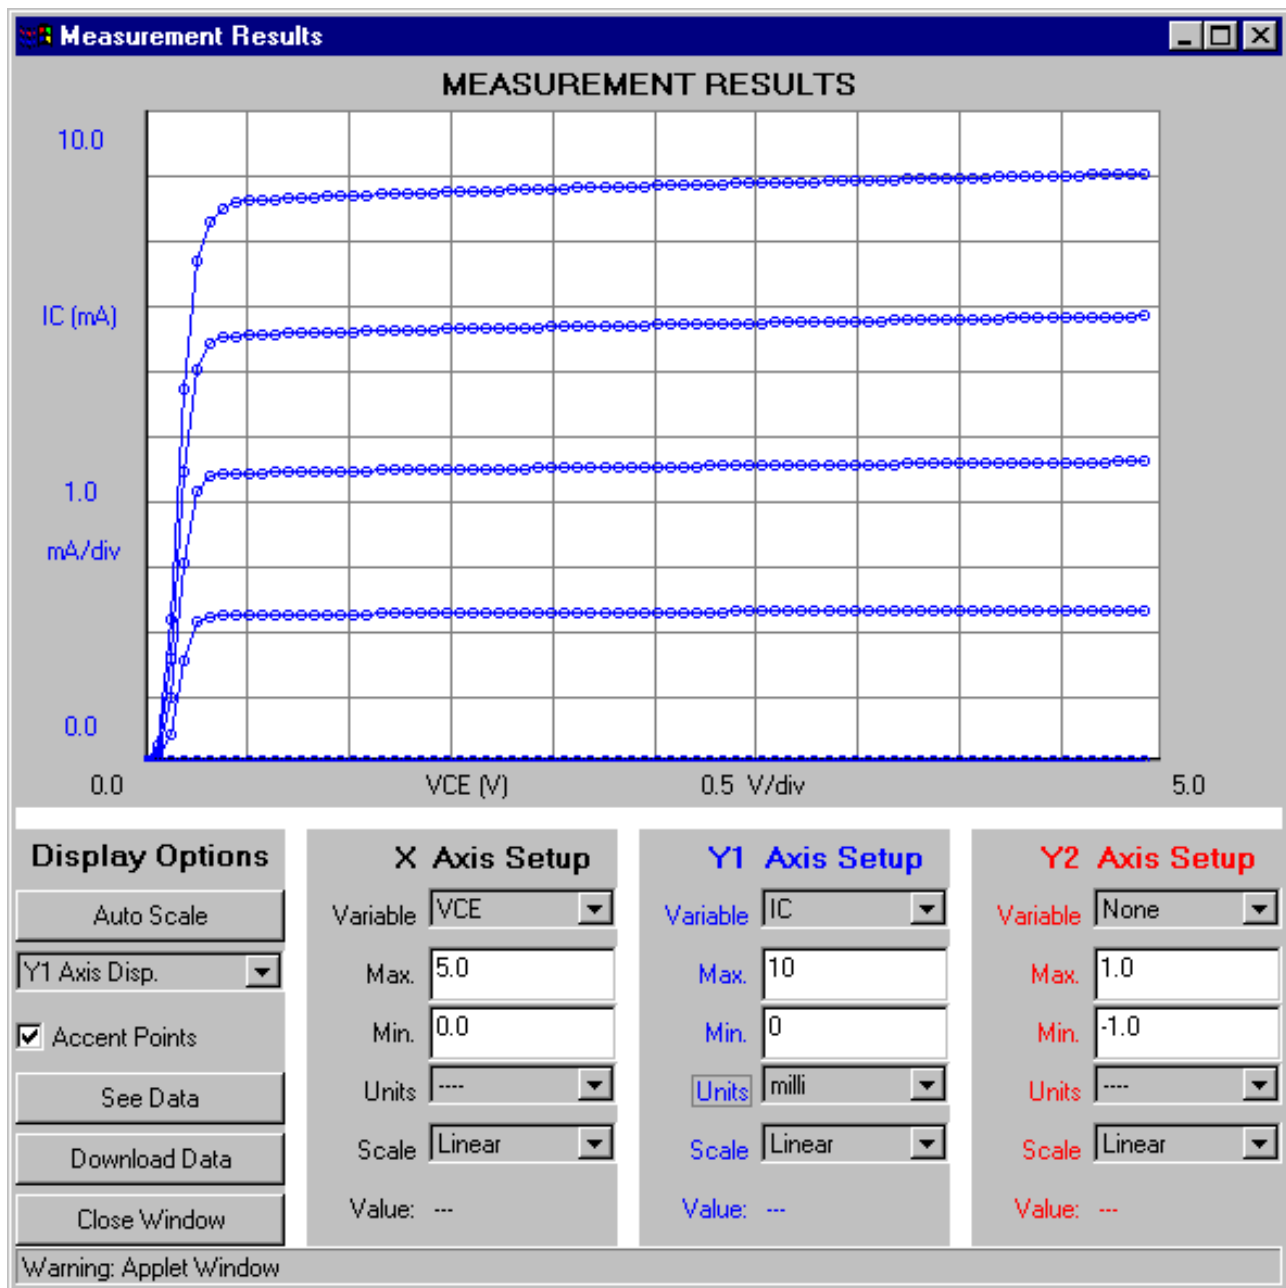 Measurement Results
MEASUREMENT RESULTS
10.0
IC (mA)
1.0
mA/div
0.0
0.0 VCE (V) 0.5 V/div 5.0
Display Options
Auto Scale
Y1 Axis Disp.
Accent Points
See Data
Download Data
Close Window
X Axis Setup
Variable VCE
Max. 5.0
Min. 0.0
Units ----
Scale Linear
Value: ---
Y1 Axis Setup
Variable IC
Max. 10
Min. 0
Units milli
Scale Linear
Value: ---
Y2 Axis Setup
Variable None
Max. 1.0
Min. -1.0
Units ----
Scale Linear
Value: ---
Warning: Applet Window